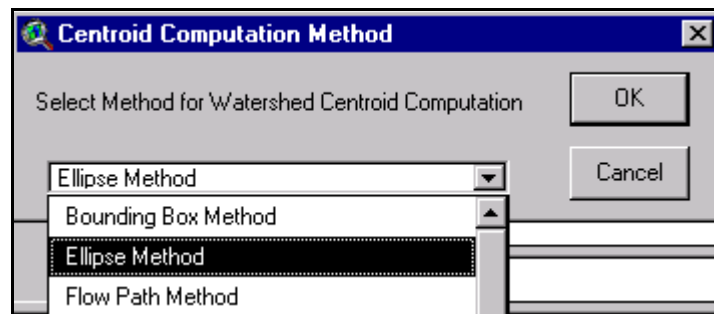 Centroid Computation Method
Select Method for Watershed Centroid Computation
OK
Ellipse Method
Cancel
Bounding Box Method
Ellipse Method
Flow Path Method